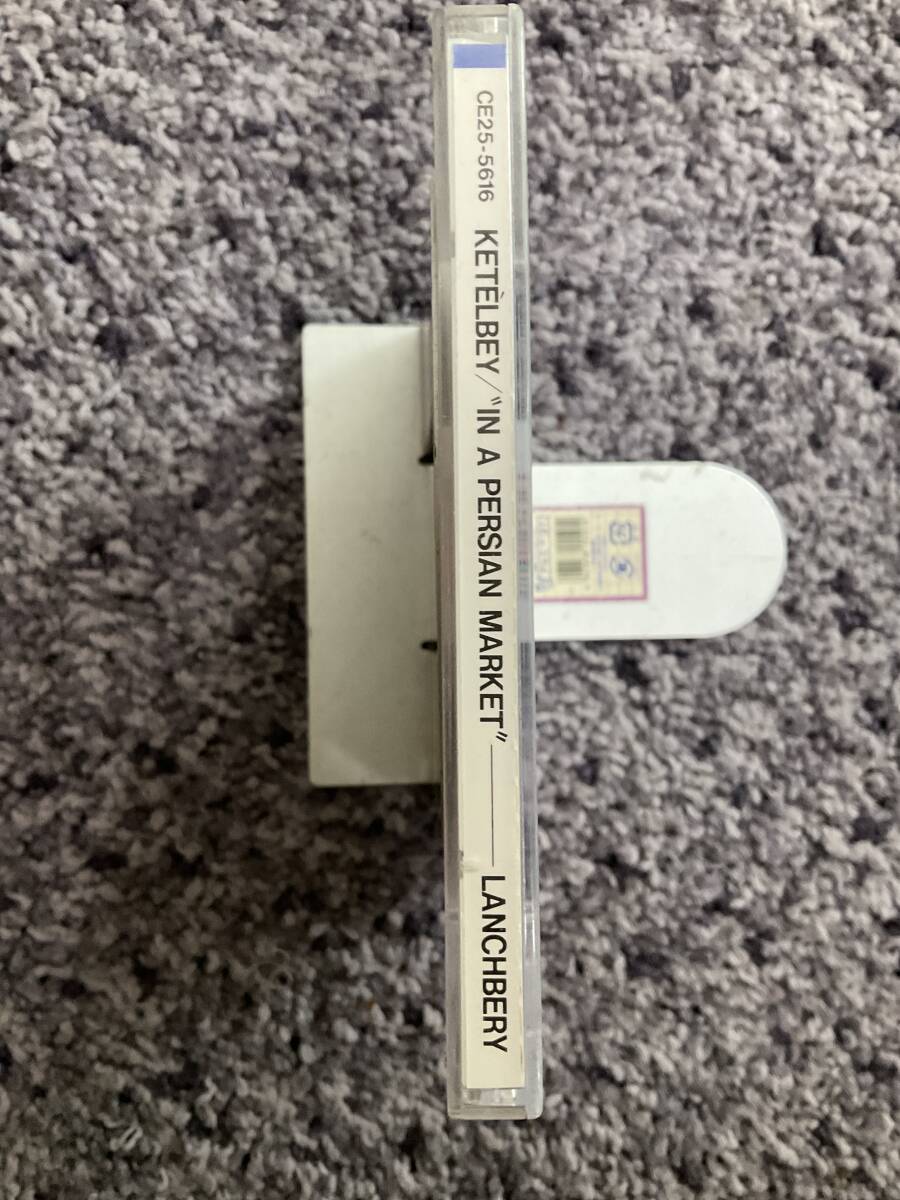 CE25-5616 KETÈLBEY/〝IN A PERSIAN MARKET〟—— LANCHBERY